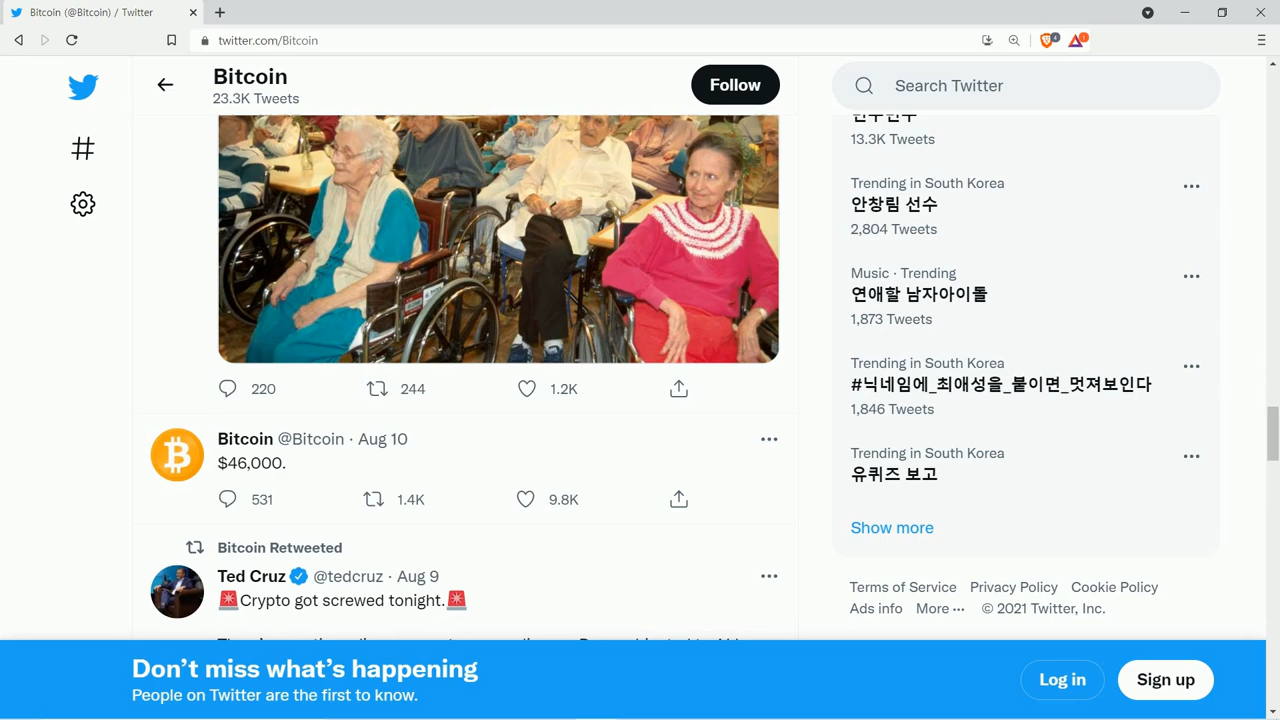 Bitcoin (@Bitcoin) / Twitter
twitter.com/Bitcoin
4
1
Bitcoin
23.3K Tweets
Follow
220
244
1.2K
Bitcoin @Bitcoin · Aug 10
$46,000.
531
1.4K
9.8K
Bitcoin Retweeted
Ted Cruz @tedcruz · Aug 9
🚨Crypto got screwed tonight.🚨
Search Twitter
13.3K Tweets
Trending in South Korea
안창림 선수
2,804 Tweets
Music · Trending
연애할 남자아이돌
1,873 Tweets
Trending in South Korea
#닉네임에_최애성을_붙이면_멋져보인다
1,846 Tweets
Trending in South Korea
유퀴즈 보고
Show more
Terms of Service Privacy Policy Cookie Policy
Ads info More ··· © 2021 Twitter, Inc.
Don't miss what's happening
People on Twitter are the first to know.
Log in
Sign up